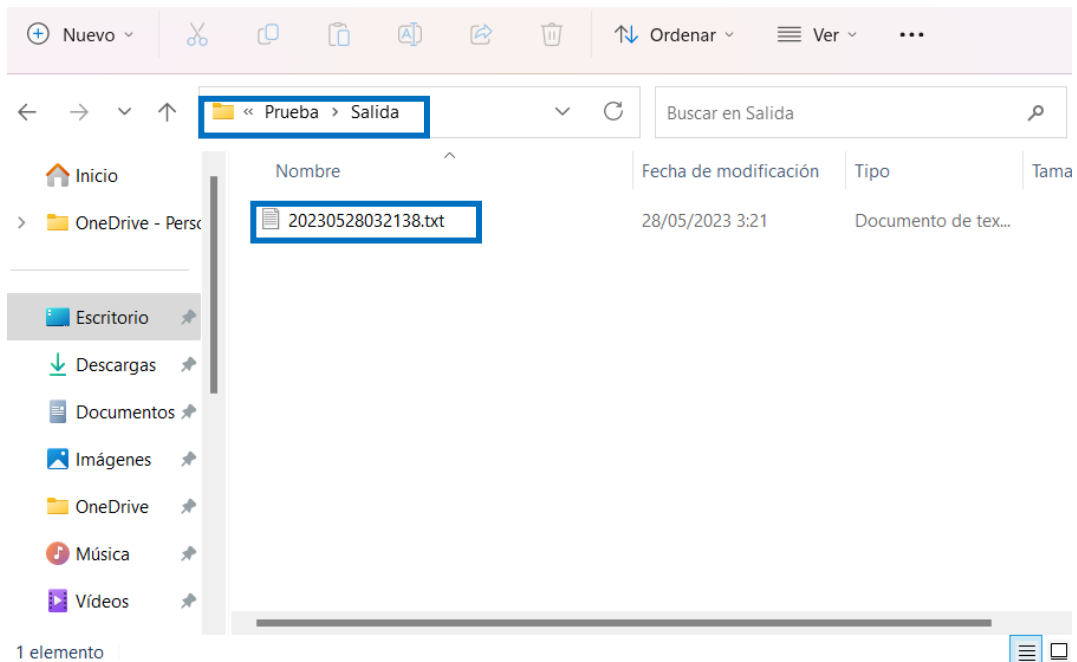 Nuevo Ordenar Ver
« Prueba > Salida Buscar en Salida
Nombre Fecha de modificación Tipo Tama
20230528032138.txt 28/05/2023 3:21 Documento de tex...
Inicio
OneDrive - Persc
Escritorio
Descargas
Documentos
Imágenes
OneDrive
Música
Vídeos
1 elemento